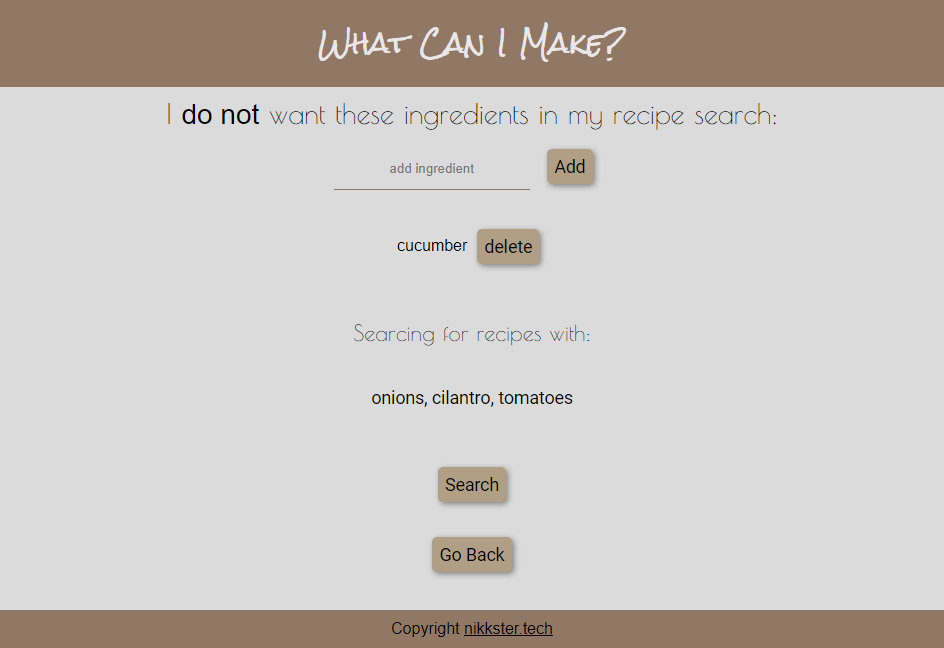 What Can I Make?
I do not want these ingredients in my recipe search:
add ingredient Add
cucumber delete
Searcing for recipes with:
onions, cilantro, tomatoes
Search
Go Back
Copyright nikkster.tech